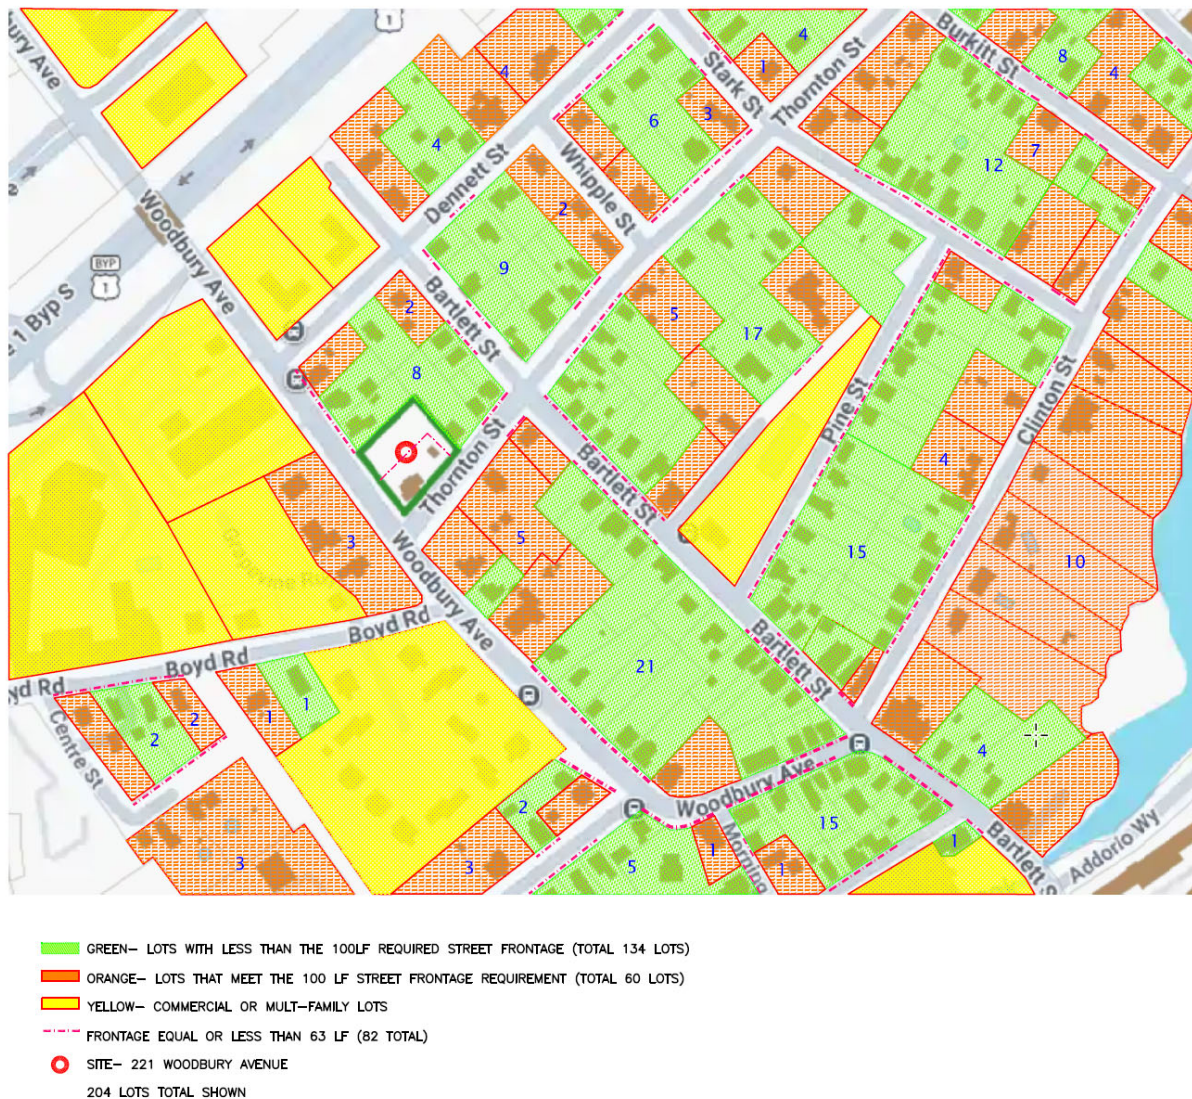 bury Ave
1
Burkitt St
4
8
4
Stark St
Thornton St
1
4
6
3
7
12
4
Dennett St
Whipple St
2
9
Woodbury Ave
BYP
1
1 Byp S
2
Bartlett St
5
17
8
Thornton St
Pine St
Clinton St
4
Bartlett St
3
5
15
10
Grapevine Ru
Woodbury Ave
Boyd Rd
Boyd Rd
yd Rd
21
Bartlett St
Centre St
2
2
1
1
4
Woodbury Ave
2
15
1
Bartlett S
Addorio Wy
3
3
5
1
Morning
1
GREEN– LOTS WITH LESS THAN THE 100LF REQUIRED STREET FRONTAGE (TOTAL 134 LOTS)
ORANGE– LOTS THAT MEET THE 100 LF STREET FRONTAGE REQUIREMENT (TOTAL 60 LOTS)
YELLOW– COMMERCIAL OR MULT–FAMILY LOTS
FRONTAGE EQUAL OR LESS THAN 63 LF (82 TOTAL)
SITE– 221 WOODBURY AVENUE
204 LOTS TOTAL SHOWN